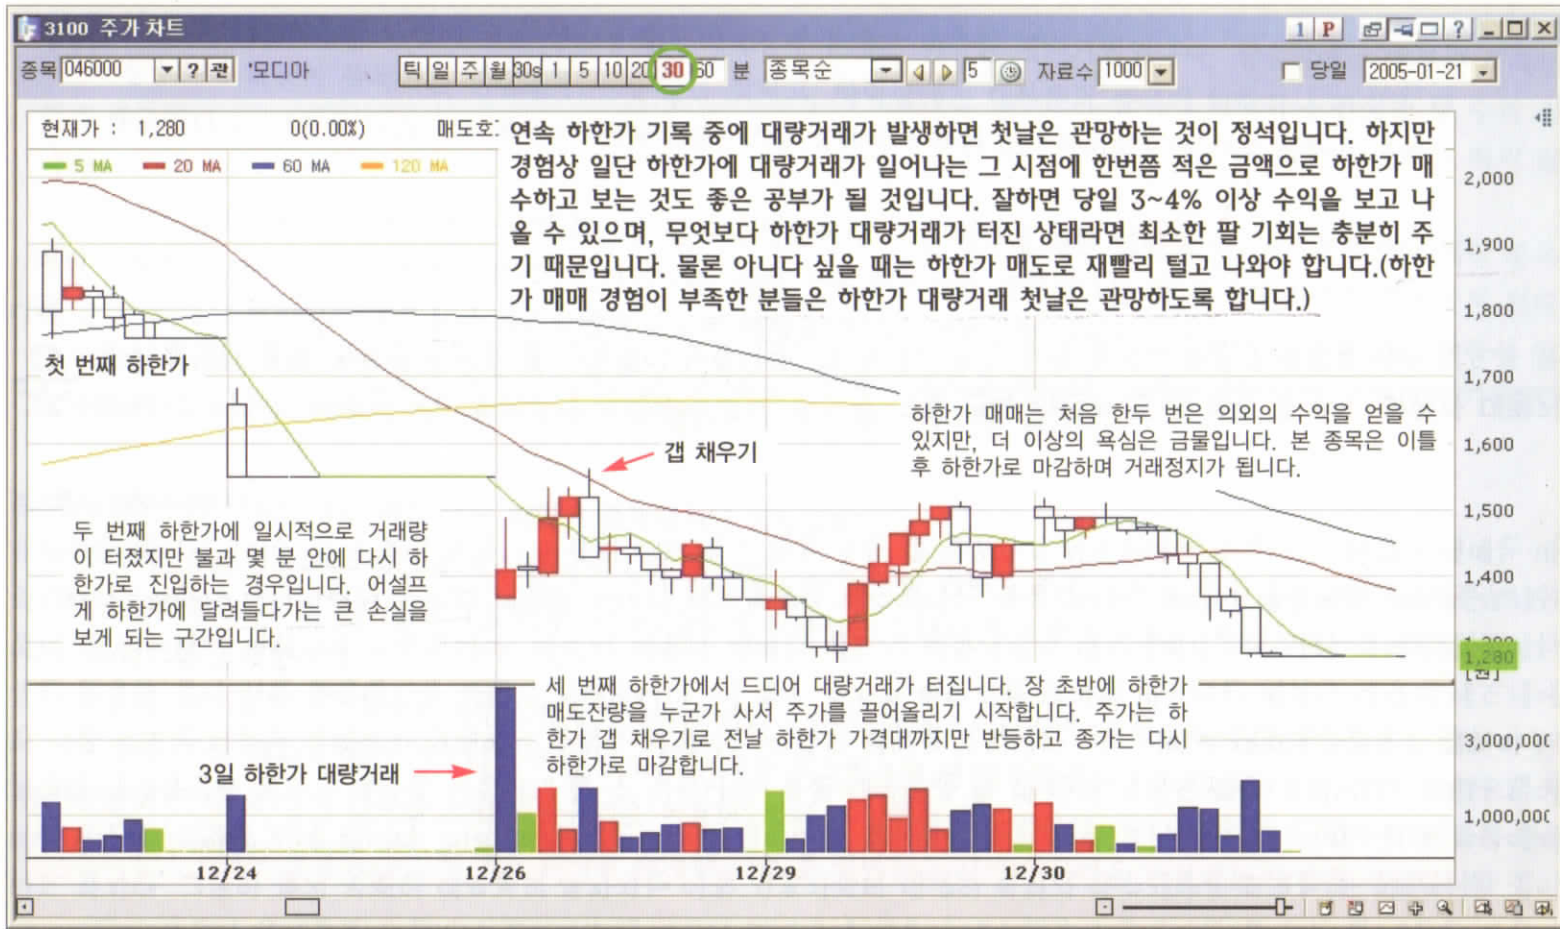 3100 주가 차트
1 P ?
종목 046000 ? 관 '모디아 틱 일 주 월 30s 1 5 10 20 30 60 분 종목순 5 자료수 1000 당일 2005-01-21
현재가 : 1,280 0(0.00%) 매도호
5 MA 20 MA 60 MA 120 MA
연속 하한가 기록 중에 대량거래가 발생하면 첫날은 관망하는 것이 정석입니다. 하지만
경험상 일단 하한가에 대량거래가 일어나는 그 시점에 한번쯤 적은 금액으로 하한가 매
수하고 보는 것도 좋은 공부가 될 것입니다. 잘하면 당일 3~4% 이상 수익을 보고 나
올 수 있으며, 무엇보다 하한가 대량거래가 터진 상태라면 최소한 팔 기회는 충분히 주
기 때문입니다. 물론 아니다 싶을 때는 하한가 매도로 재빨리 털고 나와야 합니다.(하한
가 매매 경험이 부족한 분들은 하한가 대량거래 첫날은 관망하도록 합니다.)
2,000
1,900
1,800
1,700
1,600
1,500
1,400
1,280
[전]
3,000,000
1,000,000
첫 번째 하한가
갭 채우기
하한가 매매는 처음 한두 번은 의외의 수익을 얻을 수
있지만, 더 이상의 욕심은 금물입니다. 본 종목은 이틀
후 하한가로 마감하며 거래정지가 됩니다.
두 번째 하한가에 일시적으로 거래량
이 터졌지만 불과 몇 분 안에 다시 하
한가로 진입하는 경우입니다. 어설프
게 하한가에 달려들다가는 큰 손실을
보게 되는 구간입니다.
세 번째 하한가에서 드디어 대량거래가 터집니다. 장 초반에 하한가
매도잔량을 누군가 사서 주가를 끌어올리기 시작합니다. 주가는 하
한가 갭 채우기로 전날 하한가 가격대까지만 반등하고 종가는 다시
하한가로 마감합니다.
3일 하한가 대량거래
12/24 12/26 12/29 12/30